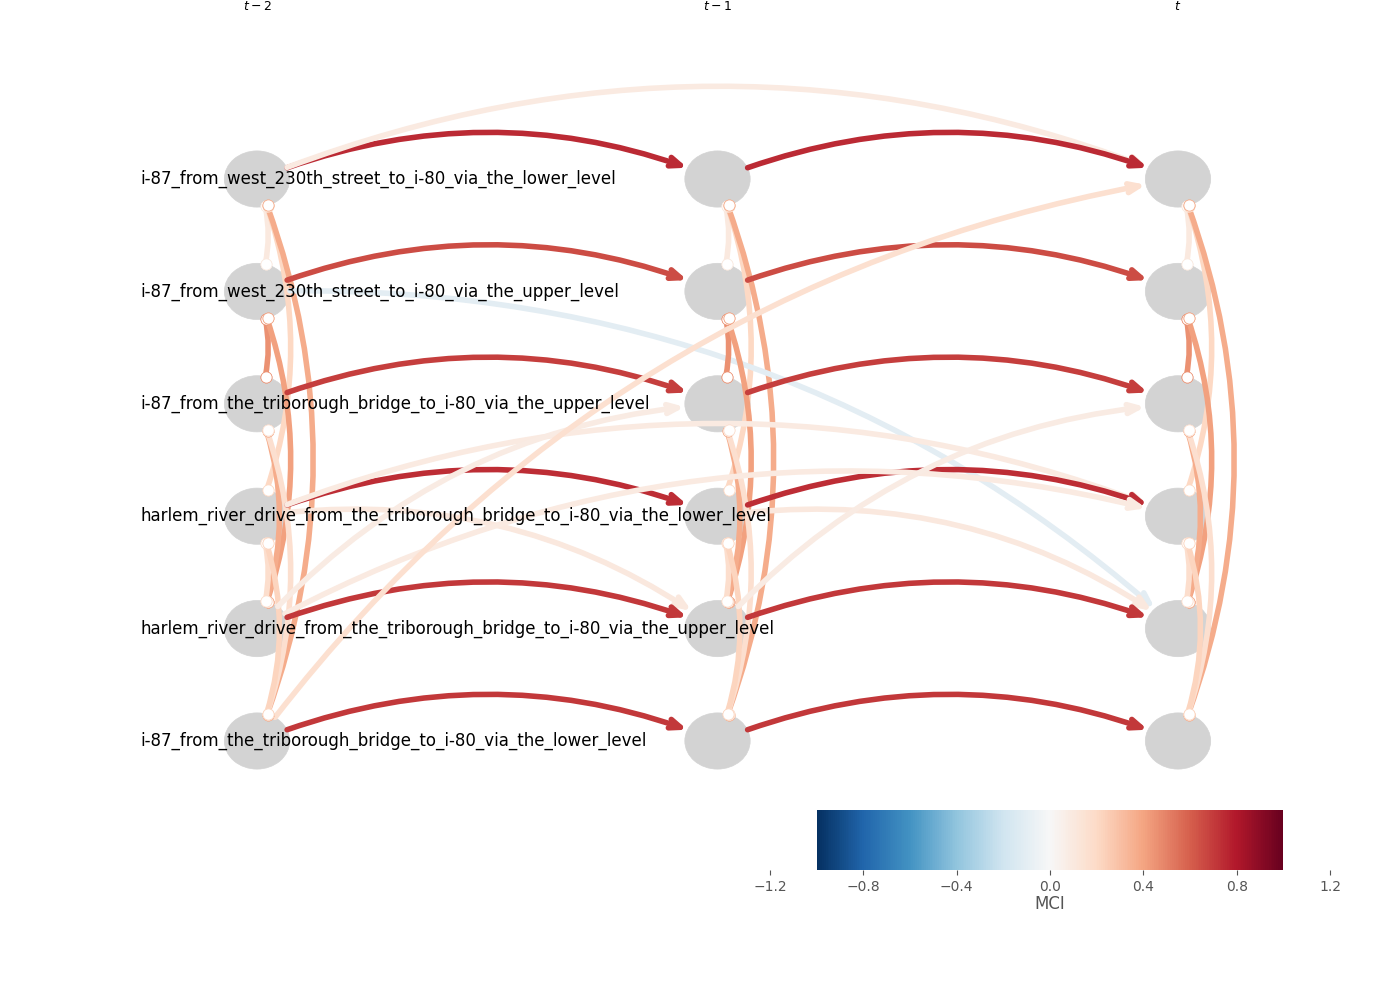 t − 2
t − 1
t
i-87_from_west_230th_street_to_i-80_via_the_lower_level
i-87_from_west_230th_street_to_i-80_via_the_upper_level
i-87_from_the_triborough_bridge_to_i-80_via_the_upper_level
harlem_river_drive_from_the_triborough_bridge_to_i-80_via_the_lower_level
harlem_river_drive_from_the_triborough_bridge_to_i-80_via_the_upper_level
i-87_from_the_triborough_bridge_to_i-80_via_the_lower_level
−1.2 −0.8 −0.4 0.0 0.4 0.8 1.2
MCI